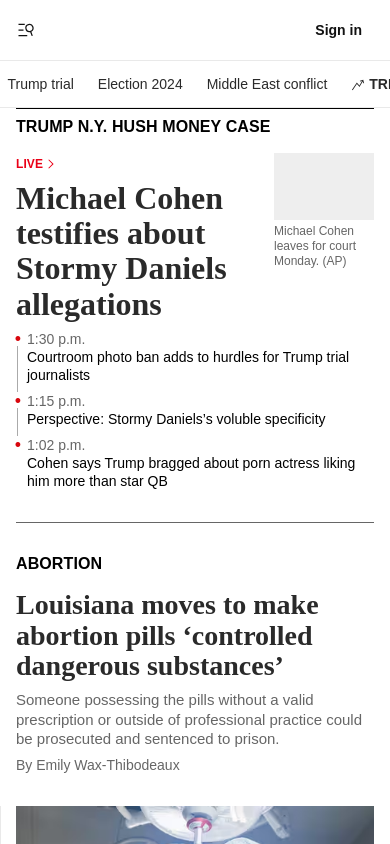 Sign in
Trump trial Election 2024 Middle East conflict
TRUMP N.Y. HUSH MONEY CASE
LIVE
Michael Cohen
testifies about
Stormy Daniels
allegations
Michael Cohen
leaves for court
Monday. (AP)
1:30 p.m.
Courtroom photo ban adds to hurdles for Trump trial
journalists
1:15 p.m.
Perspective: Stormy Daniels’s voluble specificity
1:02 p.m.
Cohen says Trump bragged about porn actress liking
him more than star QB
ABORTION
Louisiana moves to make
abortion pills ‘controlled
dangerous substances’
Someone possessing the pills without a valid
prescription or outside of professional practice could
be prosecuted and sentenced to prison.
By Emily Wax-Thibodeaux